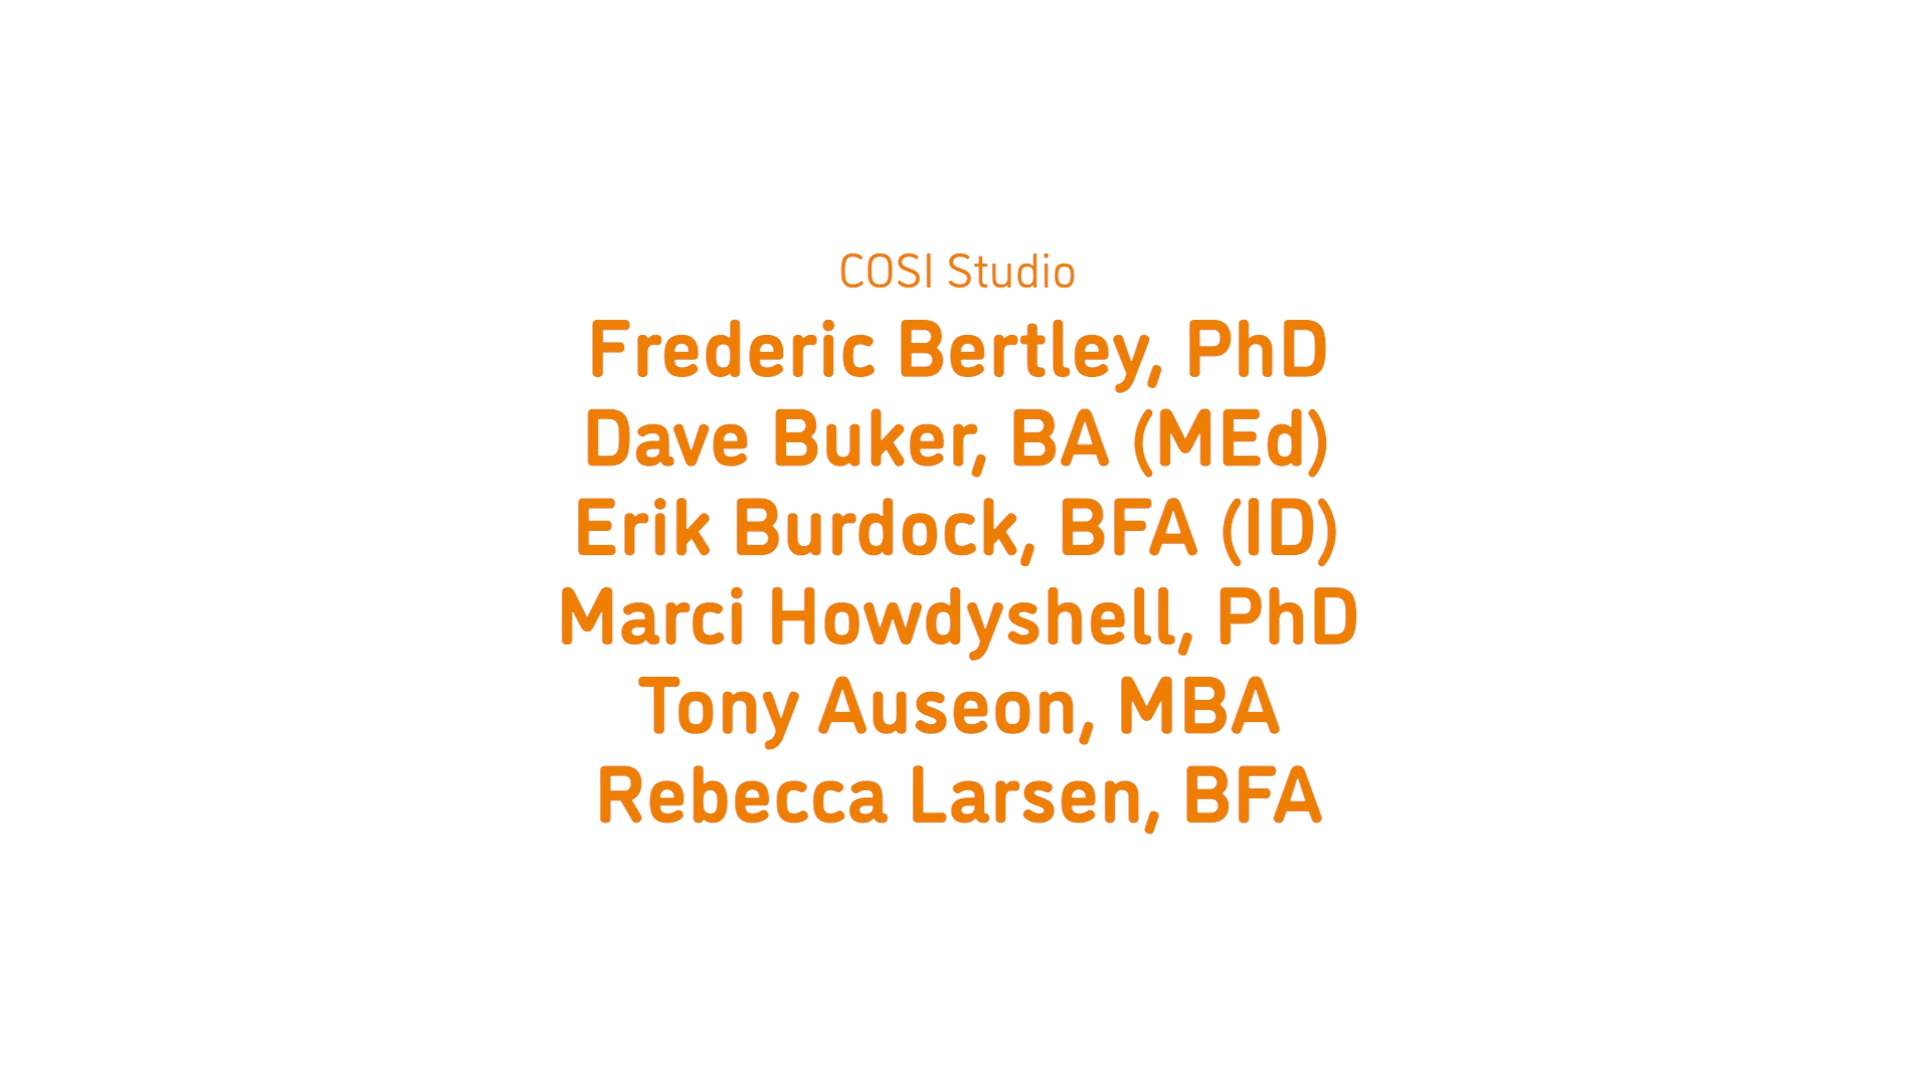 COSI Studio
Frederic Bertley, PhD
Dave Buker, BA (MEd)
Erik Burdock, BFA (ID)
Marci Howdyshell, PhD
Tony Auseon, MBA
Rebecca Larsen, BFA